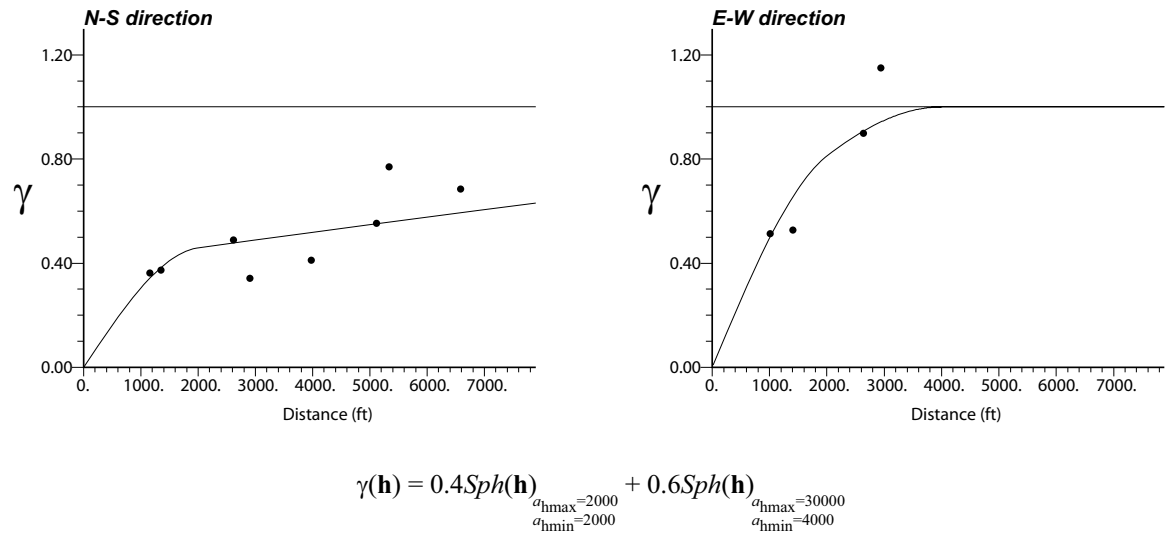 N-S direction
1.20
0.80
0.40
0.00
γ
0. 1000. 2000. 3000. 4000. 5000. 6000. 7000.
Distance (ft)
E-W direction
1.20
0.80
0.40
0.00
γ
0. 1000. 2000. 3000. 4000. 5000. 6000. 7000.
Distance (ft)
γ(h) = 0.4Sph(h) + 0.6Sph(h)
ahmax=2000 ahmax=30000
ahmin=2000 ahmin=4000